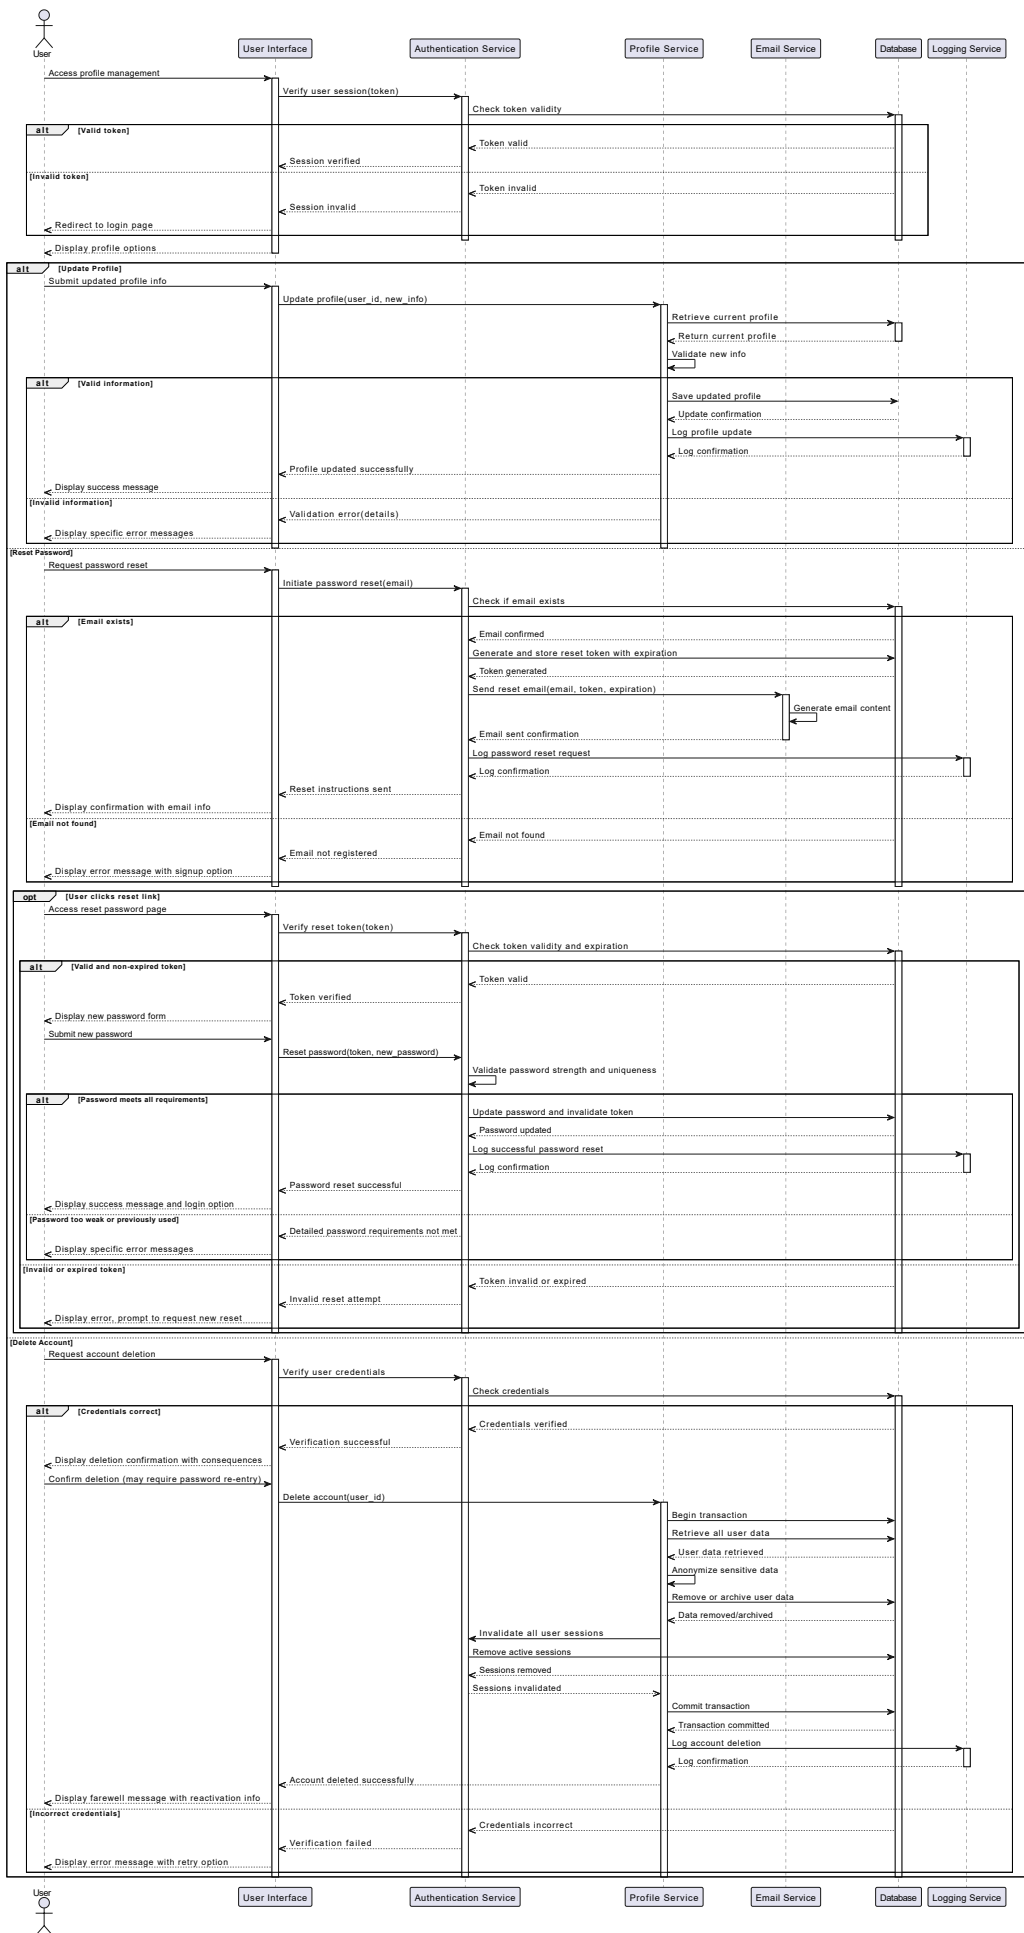 User
User Interface
Authentication Service
Profile Service
Email Service
Database
Logging Service
Access profile management
Verify user session(token)
Check token validity
alt
[Valid token]
Token valid
Session verified
[Invalid token]
Token invalid
Session invalid
Redirect to login page
Display profile options
alt
[Update Profile]
Submit updated profile info
Update profile(user_id, new_info)
Retrieve current profile
Return current profile
Validate new info
alt
[Valid information]
Save updated profile
Update confirmation
Log profile update
Log confirmation
Profile updated successfully
Display success message
[Invalid information]
Validation error(details)
Display specific error messages
[Reset Password]
Request password reset
Initiate password reset(email)
Check if email exists
alt
[Email exists]
Email confirmed
Generate and store reset token with expiration
Token generated
Send reset email(email, token, expiration)
Generate email content
Email sent confirmation
Log password reset request
Log confirmation
Reset instructions sent
Display confirmation with email info
[Email not found]
Email not found
Email not registered
Display error message with signup option
opt
[User clicks reset link]
Access reset password page
Verify reset token(token)
Check token validity and expiration
alt
[Valid and non-expired token]
Token valid
Token verified
Display new password form
Submit new password
Reset password(token, new_password)
Validate password strength and uniqueness
alt
[Password meets all requirements]
Update password and invalidate token
Password updated
Log successful password reset
Log confirmation
Password reset successful
Display success message and login option
[Password too weak or previously used]
Detailed password requirements not met
Display specific error messages
[Invalid or expired token]
Token invalid or expired
Invalid reset attempt
Display error, prompt to request new reset
[Delete Account]
Request account deletion
Verify user credentials
Check credentials
alt
[Credentials correct]
Credentials verified
Verification successful
Display deletion confirmation with consequences
Confirm deletion (may require password re-entry)
Delete account(user_id)
Begin transaction
Retrieve all user data
User data retrieved
Anonymize sensitive data
Remove or archive user data
Data removed/archived
Invalidate all user sessions
Remove active sessions
Sessions removed
Sessions invalidated
Commit transaction
Transaction committed
Log account deletion
Log confirmation
Account deleted successfully
Display farewell message with reactivation info
[Incorrect credentials]
Credentials incorrect
Verification failed
Display error message with retry option
User
User Interface
Authentication Service
Profile Service
Email Service
Database
Logging Service